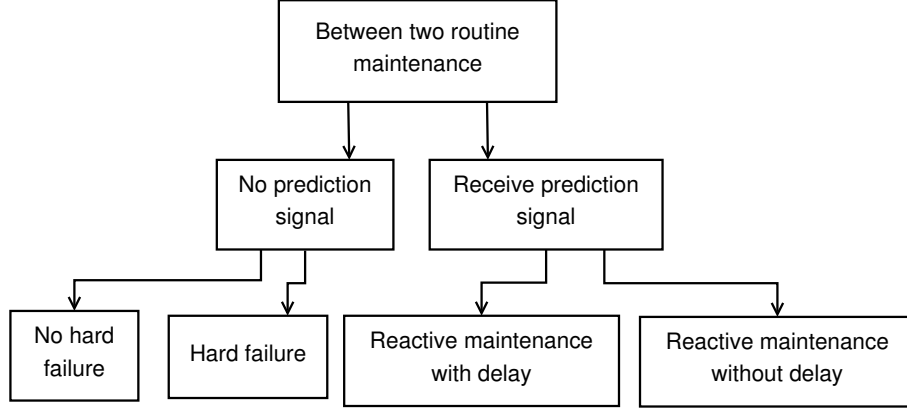 Between two routine
maintenance
No prediction
signal
Receive prediction
signal
No hard
failure
Hard failure
Reactive maintenance
with delay
Reactive maintenance
without delay